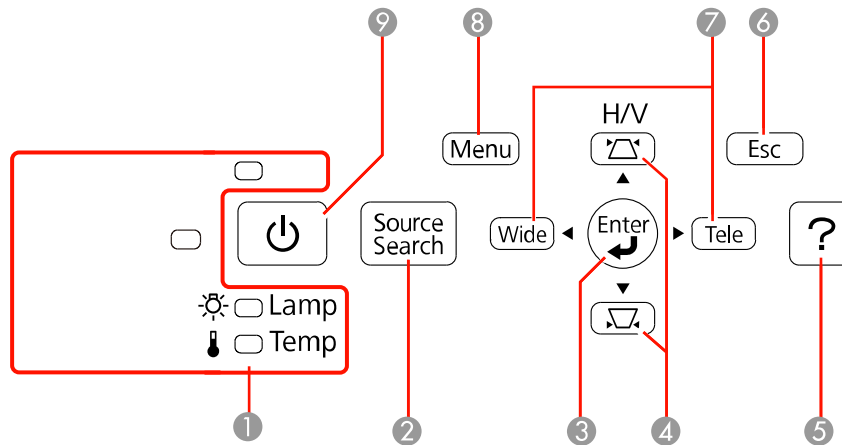 9 8 7 6
H/V
Menu Esc
Source
Search
Wide Enter Tele ?
Lamp
Temp
1 2 3 4 5